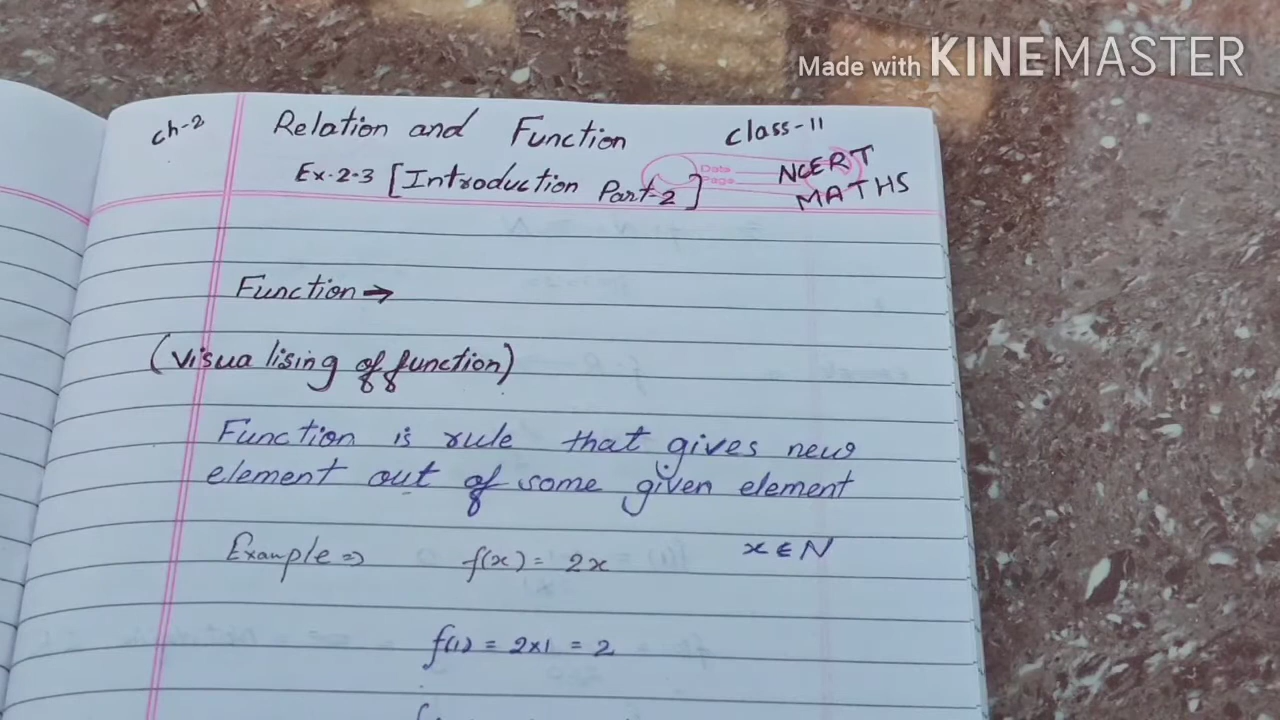 Made with KINEMASTER
ch-2 Relation and Function class-11
Ex-2.3 [Introduction Part-2] NCERT
MATHS
Date
Page
Function →
(visualising of function)
Function is rule that gives new
element out of some given element
Example ⇒ f(x) = 2x x ∈ N
f(1) = 2×1 = 2